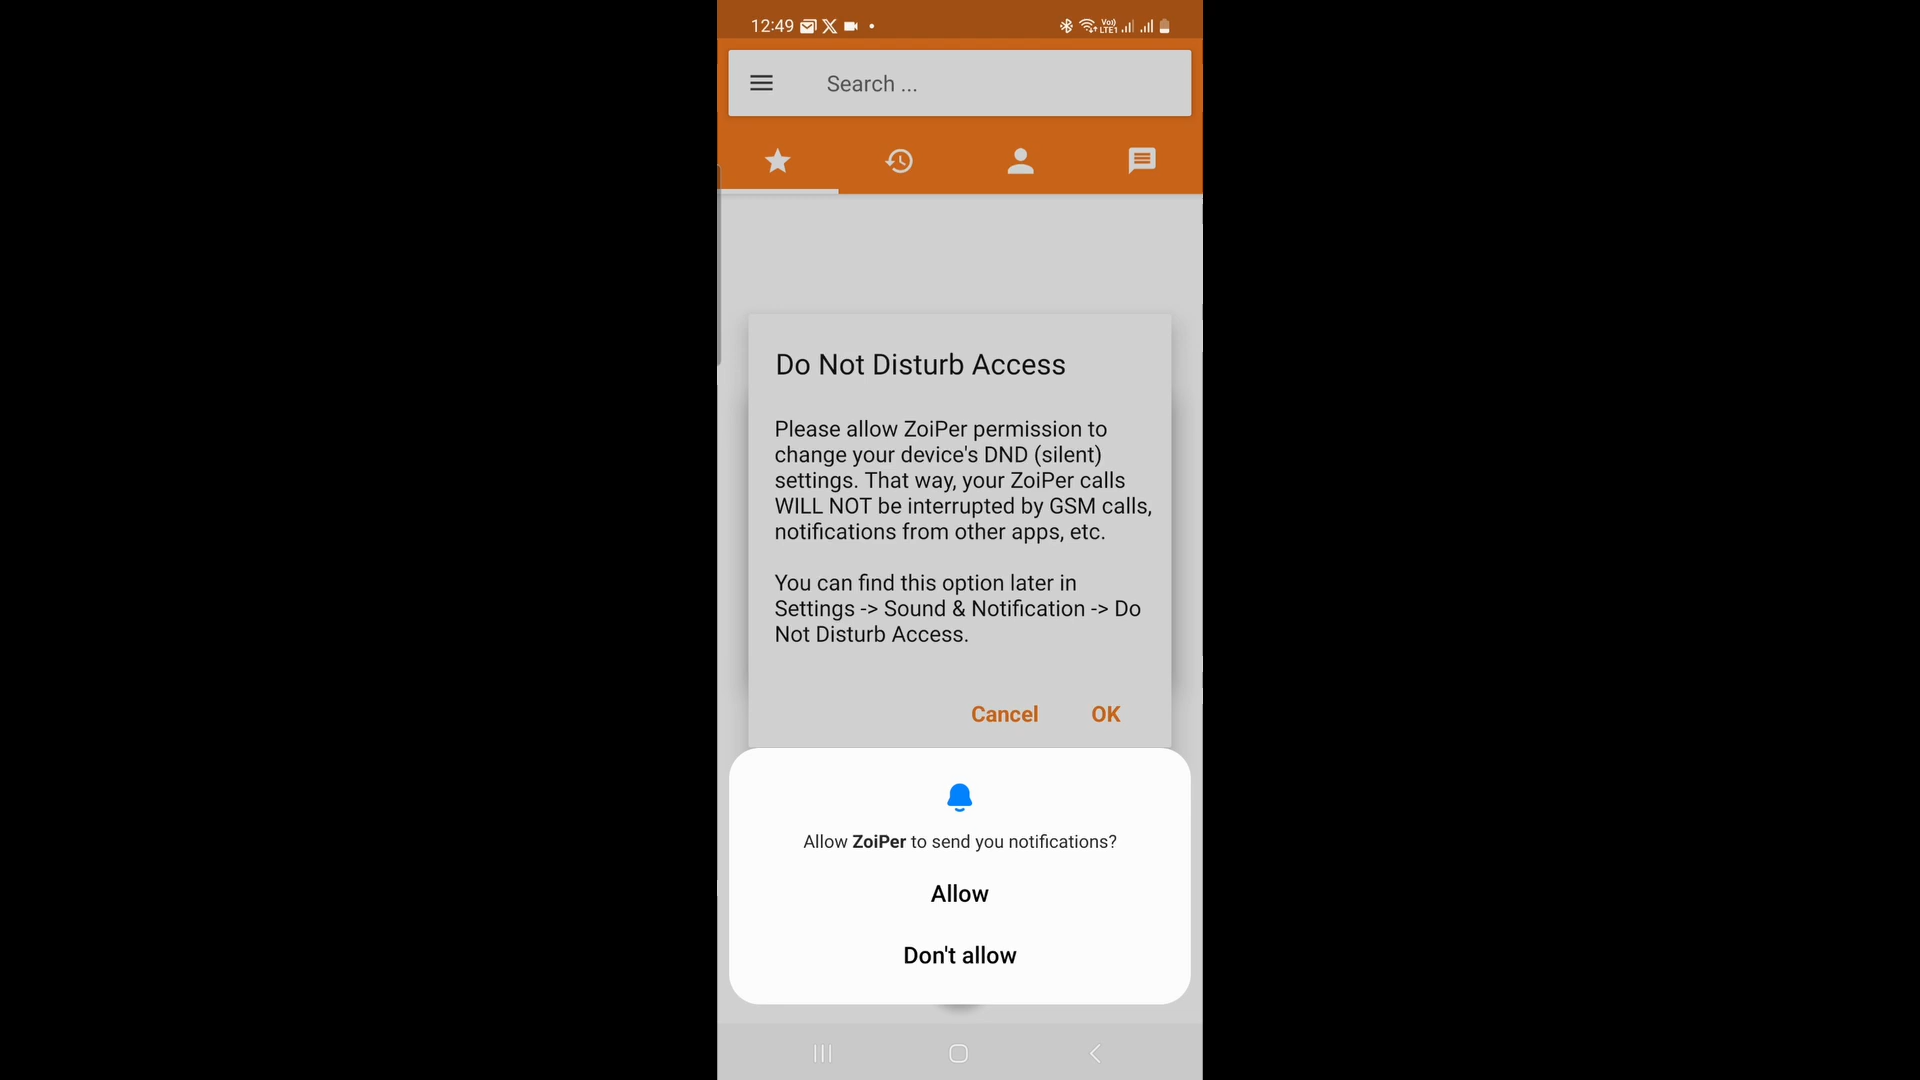 12:49
Vo)) LTE1
Search ...
Do Not Disturb Access
Please allow ZoiPer permission to
change your device's DND (silent)
settings. That way, your ZoiPer calls
WILL NOT be interrupted by GSM calls,
notifications from other apps, etc.
You can find this option later in
Settings -> Sound & Notification -> Do
Not Disturb Access.
Cancel OK
Allow ZoiPer to send you notifications?
Allow
Don't allow